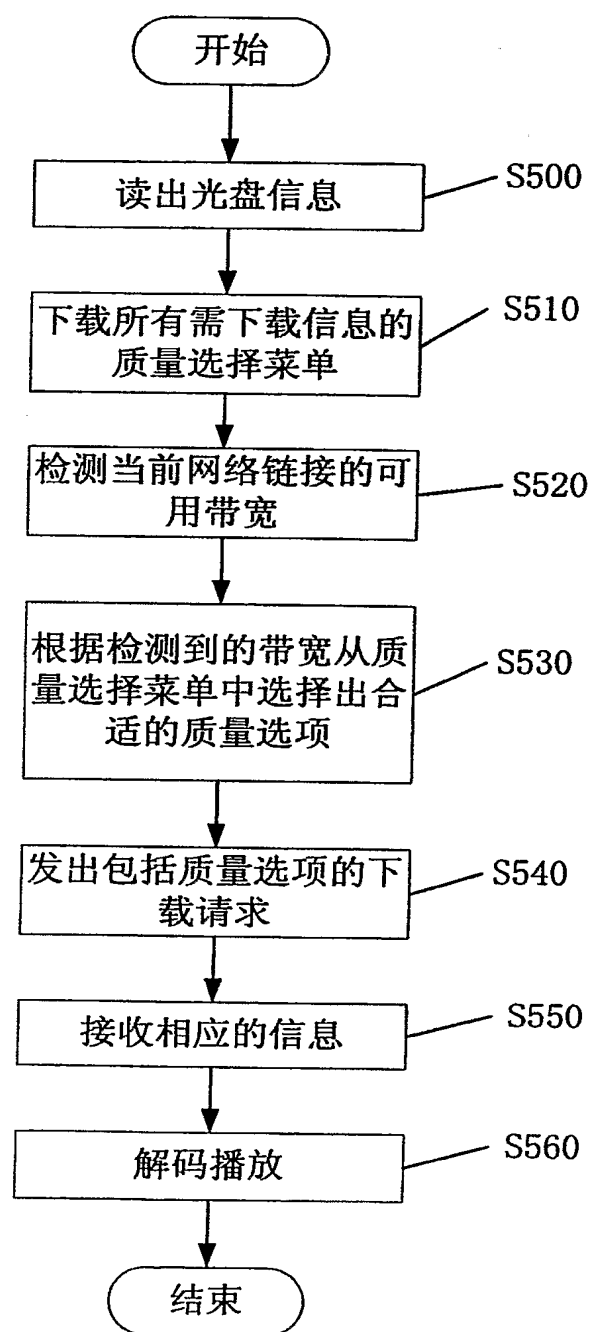 开始
读出光盘信息
S500
下载所有需下载信息的
质量选择菜单
S510
检测当前网络链接的可
用带宽
S520
根据检测到的带宽从质
量选择菜单中选择出合
适的质量选项
S530
发出包括质量选项的下
载请求
S540
接收相应的信息
S550
解码播放
S560
结束